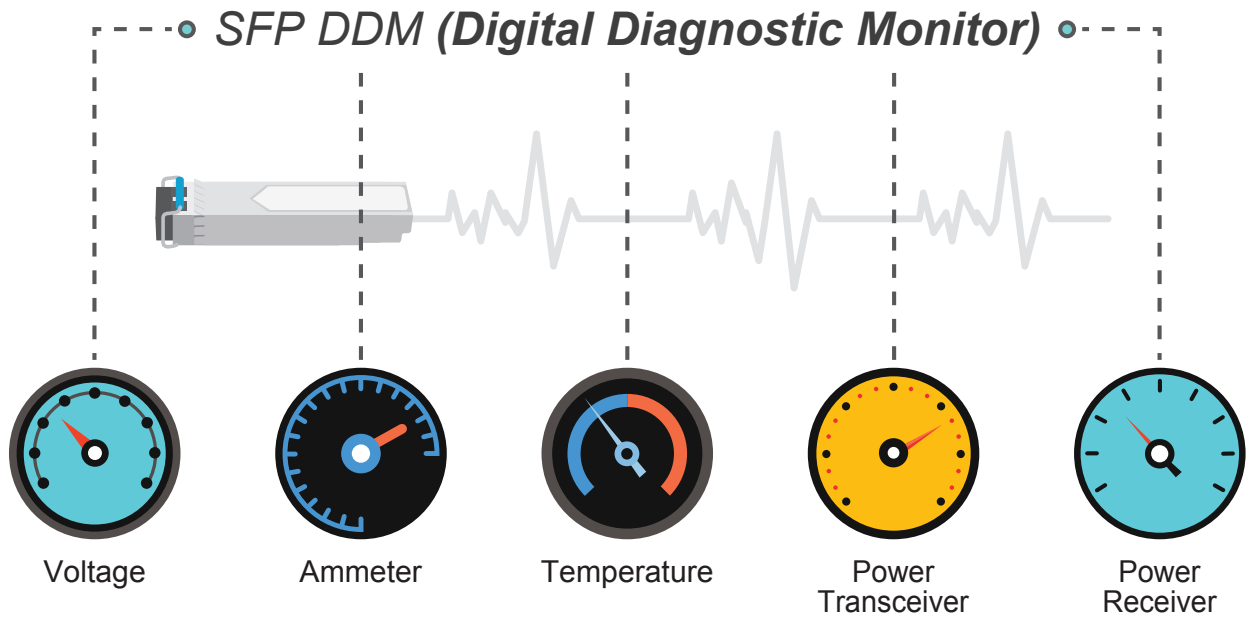 SFP DDM (Digital Diagnostic Monitor)
Voltage
Ammeter
Temperature
Power
Transceiver
Power
Receiver